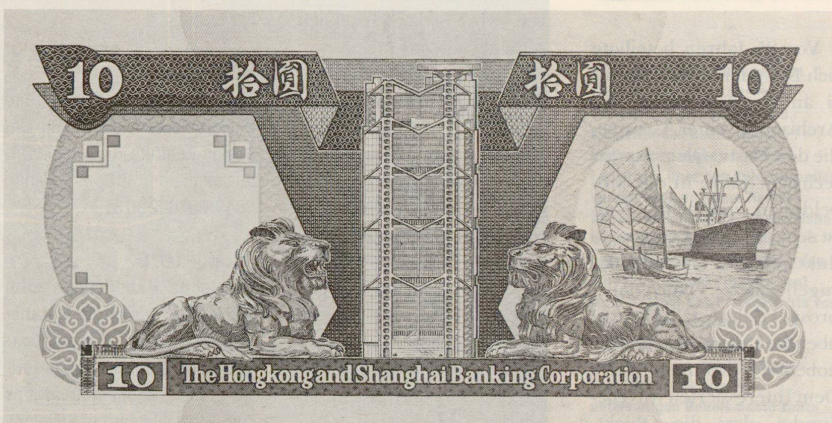 10 拾圓 拾圓 10
10 The Hongkong and Shanghai Banking Corporation 10